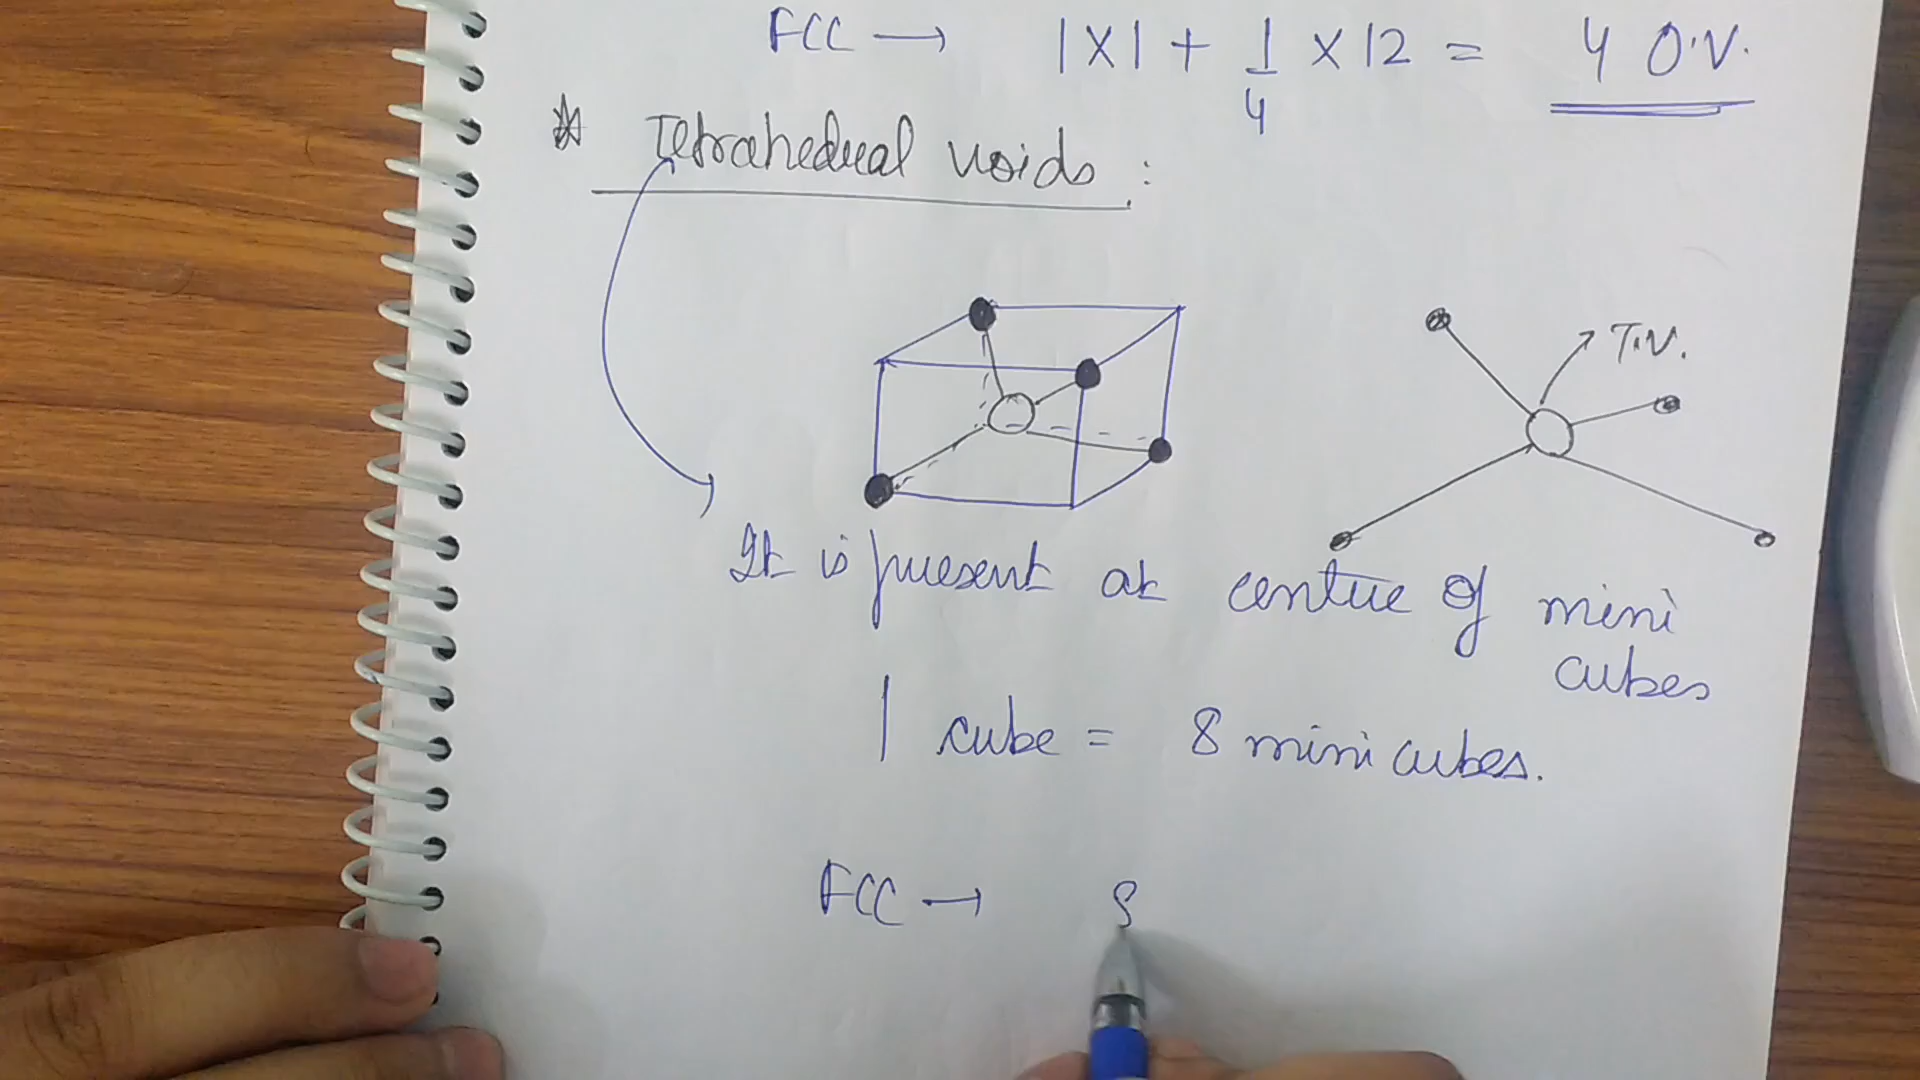 FCC → 1 X 1 + 1/4 X 12 = 4 O.V.
* Tetrahedral voids :
T.V.
It is present at centre of mini
cubes
1 cube = 8 mini cubes.
FCC → 8